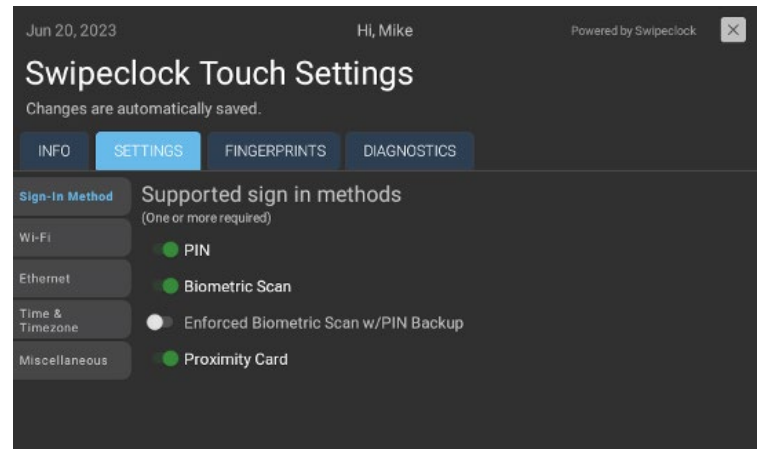 Jun 20, 2023
Hi, Mike
Powered by Swipeclock
Swipeclock Touch Settings
Changes are automatically saved.
INFO
SETTINGS
FINGERPRINTS
DIAGNOSTICS
Sign-In Method
Wi-Fi
Ethernet
Time &
Timezone
Miscellaneous
Supported sign in methods
(One or more required)
PIN
Biometric Scan
Enforced Biometric Scan w/PIN Backup
Proximity Card